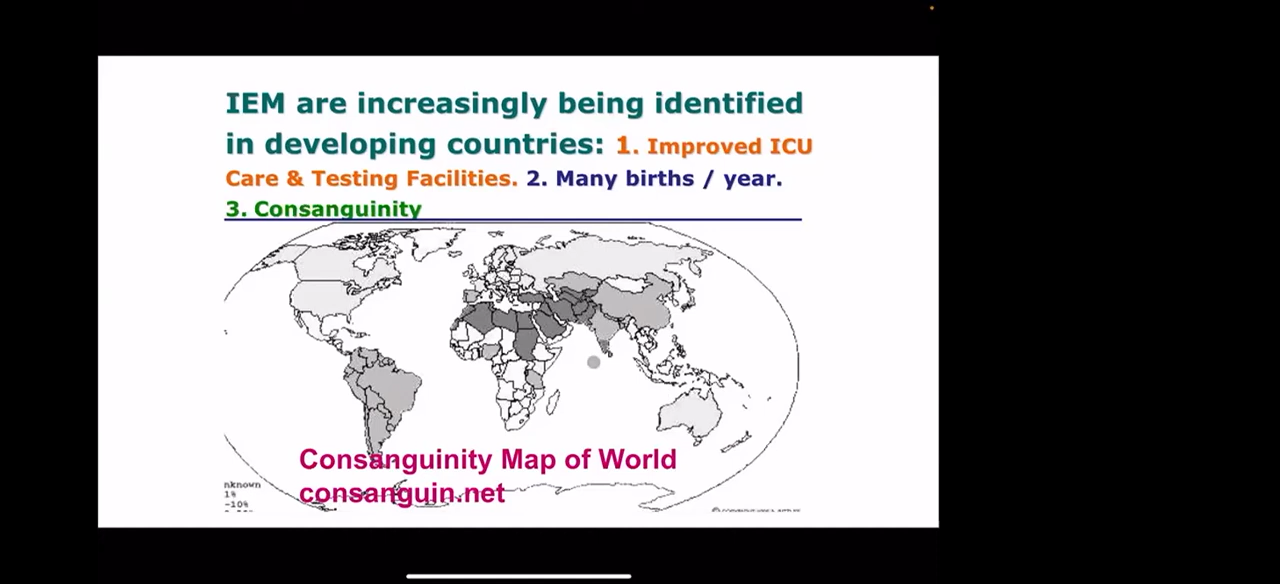 IEM are increasingly being identified
in developing countries: 1. Improved ICU
Care & Testing Facilities. 2. Many births / year.
3. Consanguinity
Consanguinity Map of World
consanguin.net
nknown
1%
-10%